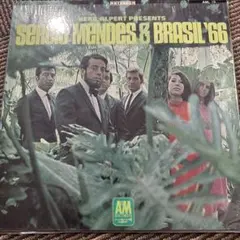 HERB ALPERT PRESENTS
SERGIO MENDES & BRASIL '66
A&M